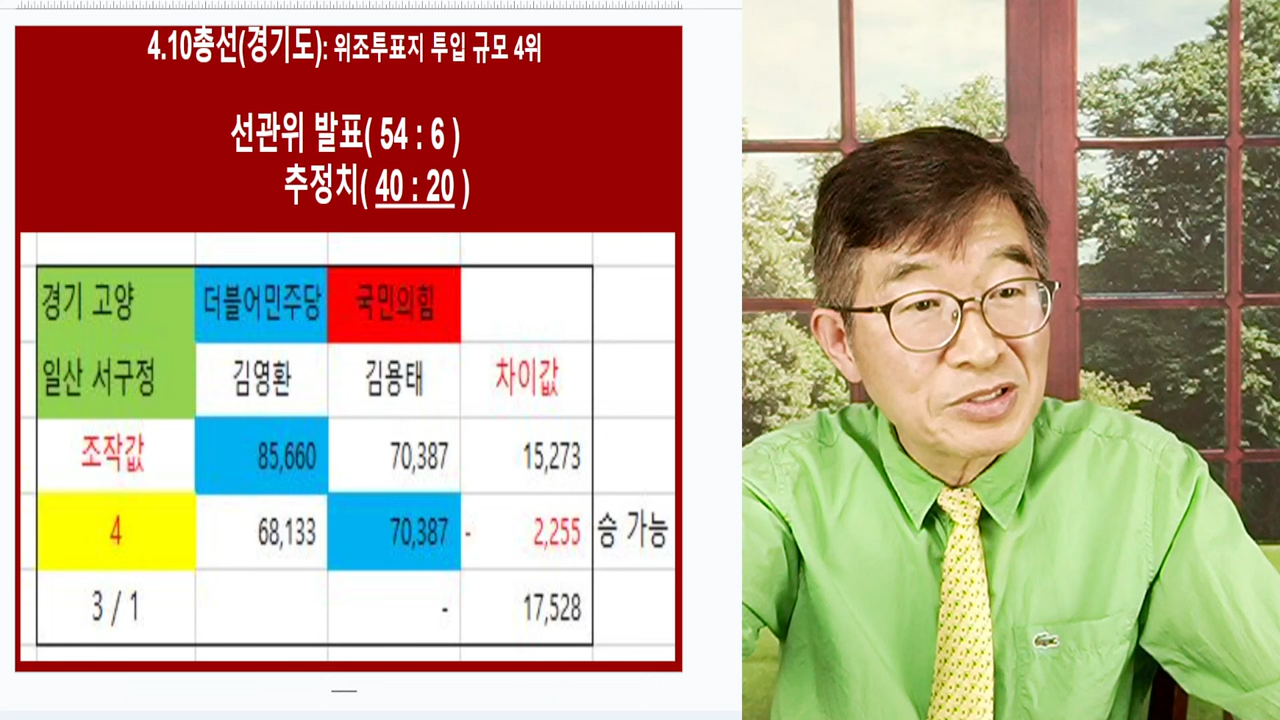 4.10총선(경기도): 위조투표지 투입 규모 4위
선관위 발표( 54 : 6 )
추정치( 40 : 20 )
경기 고양 더불어민주당 국민의힘
일산 서구정 김영환 김용태 차이값
조작값 85,660 70,387 15,273
4 68,133 70,387 - 2,255 승 가능
3 / 1 - 17,528